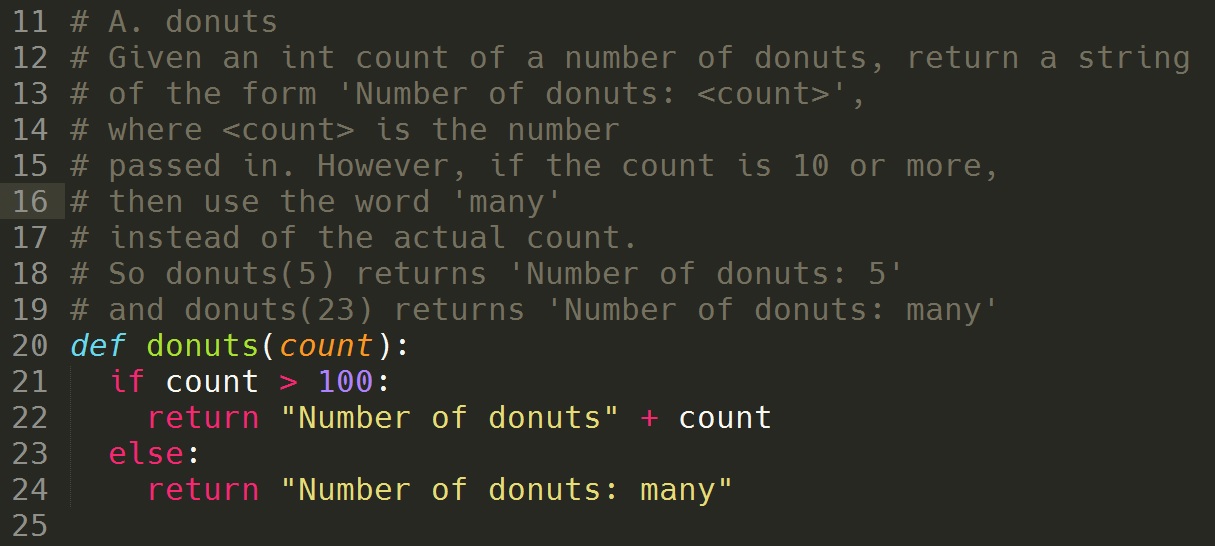 11 # A. donuts
12 # Given an int count of a number of donuts, return a string
13 # of the form 'Number of donuts: <count>',
14 # where <count> is the number
15 # passed in. However, if the count is 10 or more,
16 # then use the word 'many'
17 # instead of the actual count.
18 # So donuts(5) returns 'Number of donuts: 5'
19 # and donuts(23) returns 'Number of donuts: many'
20 def donuts(count):
21   if count > 100:
22     return "Number of donuts" + count
23   else:
24     return "Number of donuts: many"
25